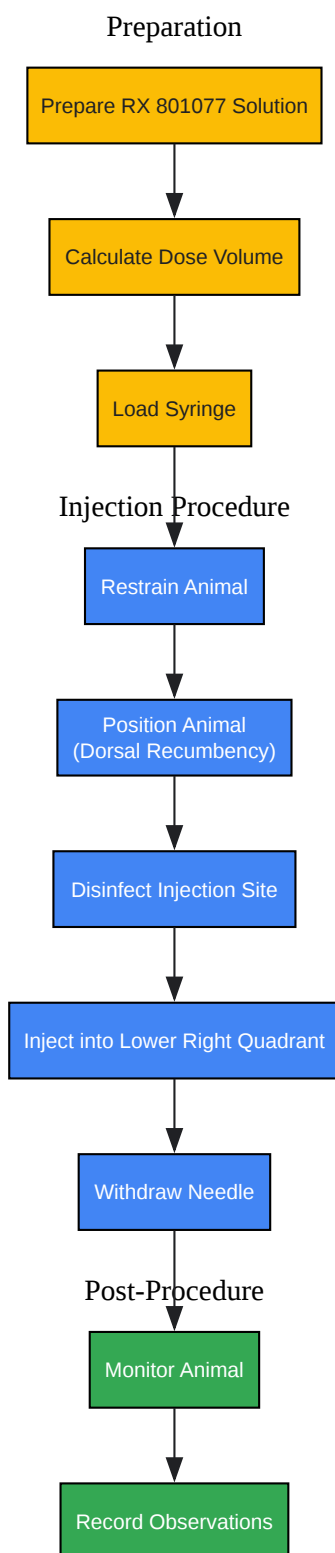 Preparation
Prepare RX 801077 Solution
Calculate Dose Volume
Load Syringe
Injection Procedure
Restrain Animal
Position Animal
(Dorsal Recumbency)
Disinfect Injection Site
Inject into Lower Right Quadrant
Withdraw Needle
Post-Procedure
Monitor Animal
Record Observations